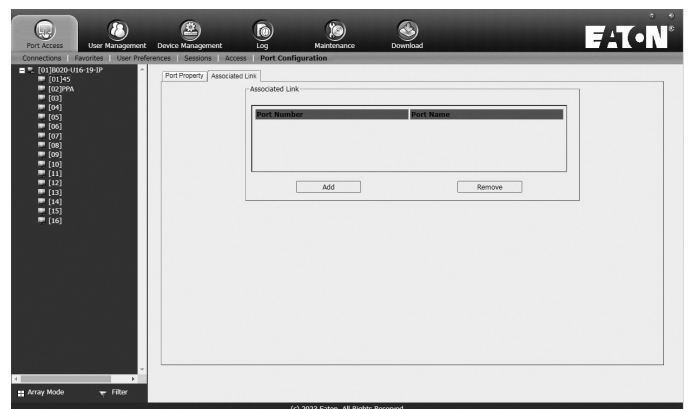 EATON®
Port Access User Management Device Management Log Maintenance Download
Connections Favorites User Preferences Sessions Access Port Configuration
[01]B020-U16-19-IP
[01]45
[02]PPA
[03]
[04]
[05]
[06]
[07]
[08]
[09]
[10]
[11]
[12]
[13]
[14]
[15]
[16]
Port Property Associated Link
Associated Link
Port Number Port Name
Add Remove
Array Mode Filter
(c) 2023 Eaton. All Rights Reserved.